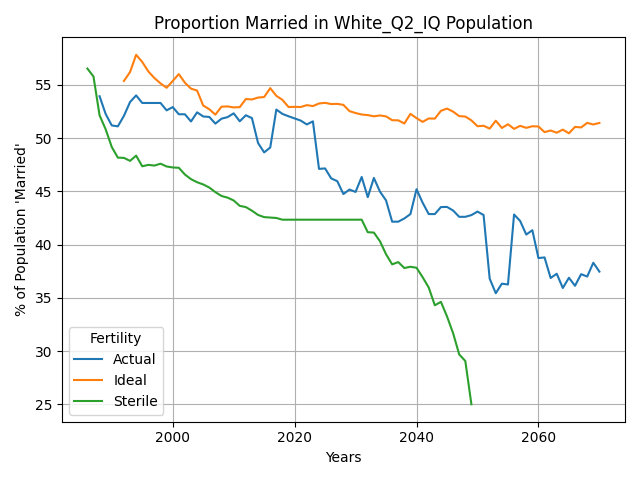 Proportion Married in White_Q2_IQ Population
% of Population 'Married'
55
50
45
40
35
30
25
Fertility
Actual
Ideal
Sterile
2000 2020 2040 2060
Years